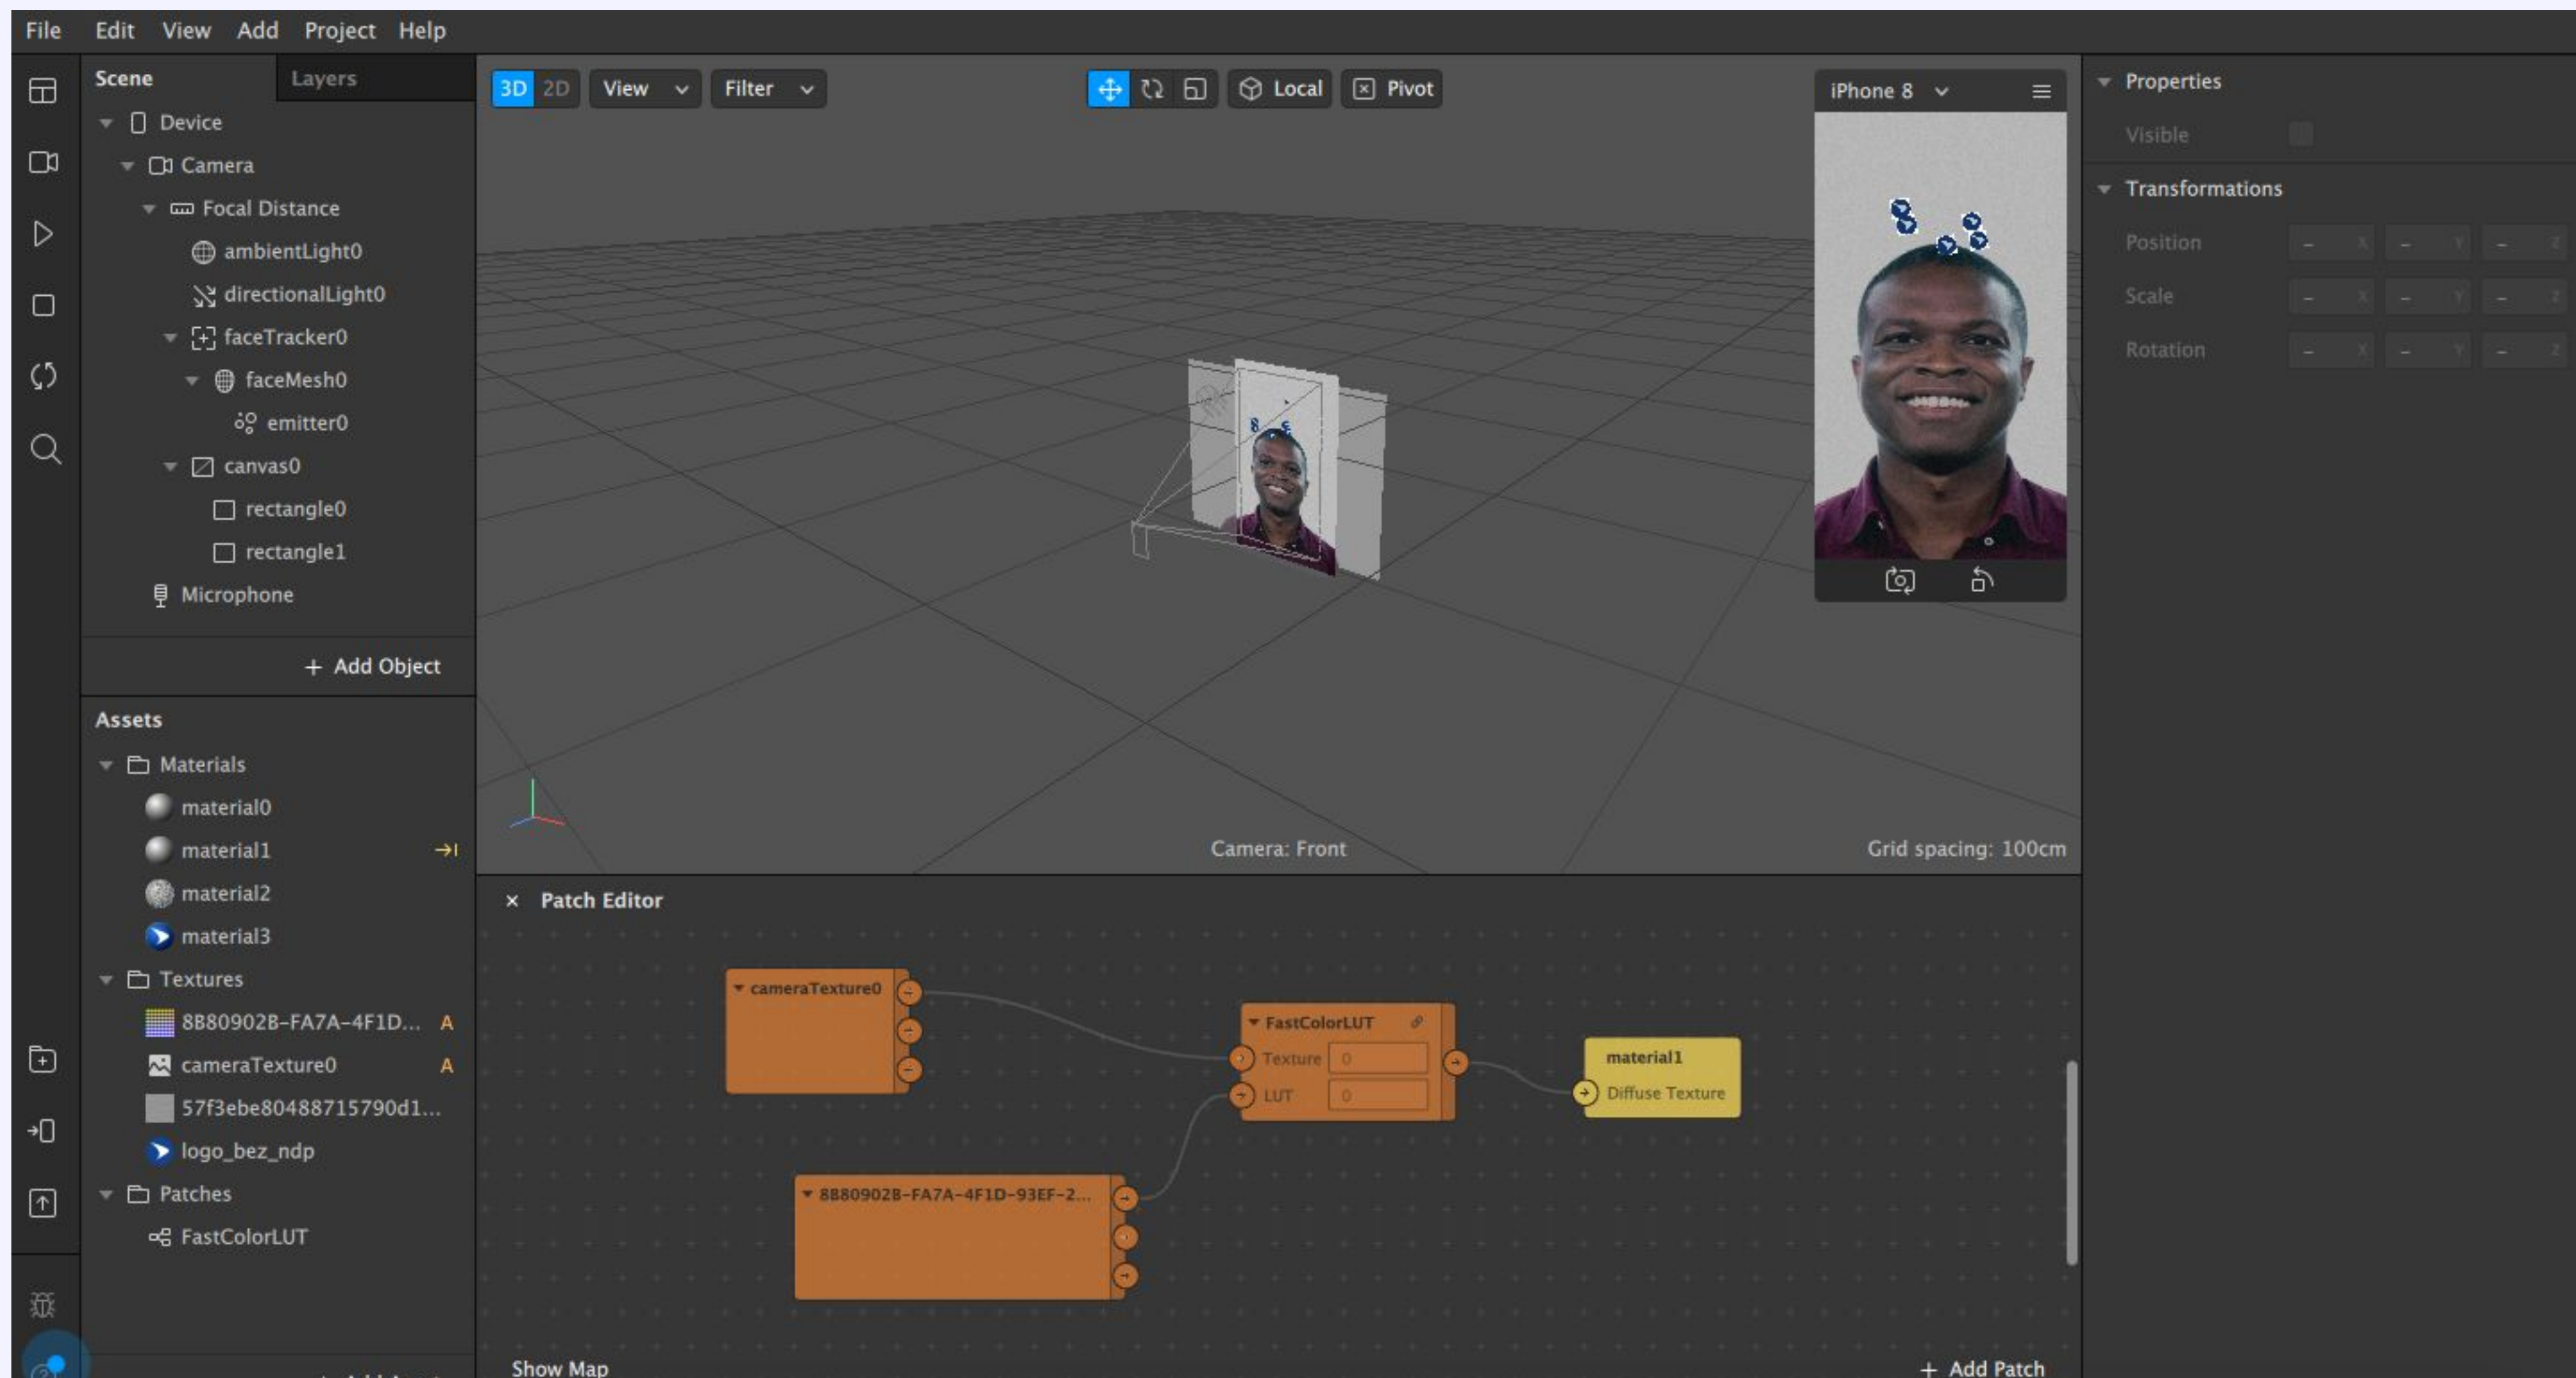 File Edit View Add Project Help
Scene Layers
Device
Camera
Focal Distance
ambientLight0
directionalLight0
faceTracker0
faceMesh0
emitter0
canvas0
rectangle0
rectangle1
Microphone
+ Add Object
Assets
Materials
material0
material1
material2
material3
Textures
8B80902B-FA7A-4F1D... A
cameraTexture0 A
57f3ebe80488715790d1...
logo_bez_ndp
Patches
FastColorLUT
3D 2D View Filter Local Pivot
iPhone 8
Camera: Front Grid spacing: 100cm
× Patch Editor
cameraTexture0
FastColorLUT
Texture 0
LUT 0
material1
Diffuse Texture
8B80902B-FA7A-4F1D-93EF-2...
Show Map + Add Patch
Properties
Visible
Transformations
Position - X - Y - Z
Scale - X - Y - Z
Rotation - X - Y - Z